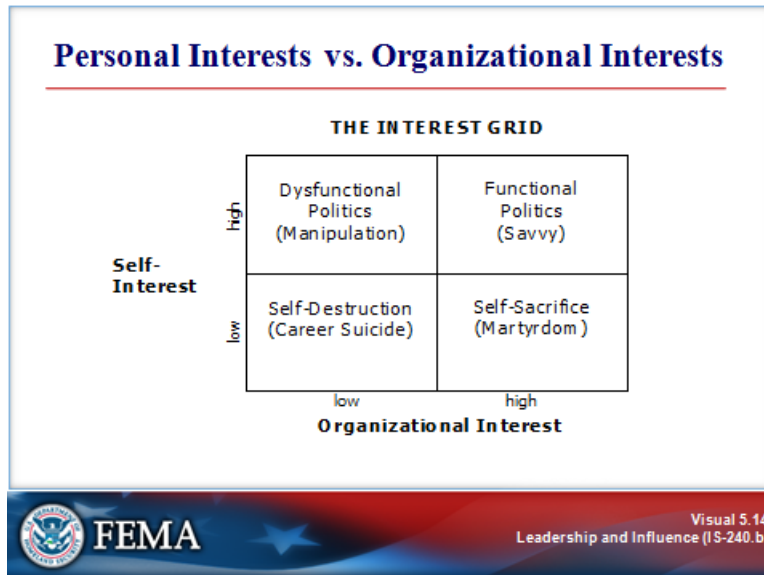 Personal Interests vs. Organizational Interests
THE INTEREST GRID
Dysfunctional
Politics
(Manipulation)
Functional
Politics
(Savvy)
high
Self-
Interest
Self-Destruction
(Career Suicide)
Self-Sacrifice
(Martyrdom)
low
low
high
Organizational Interest
FEMA
Visual 5.14
Leadership and Influence (IS-240.b